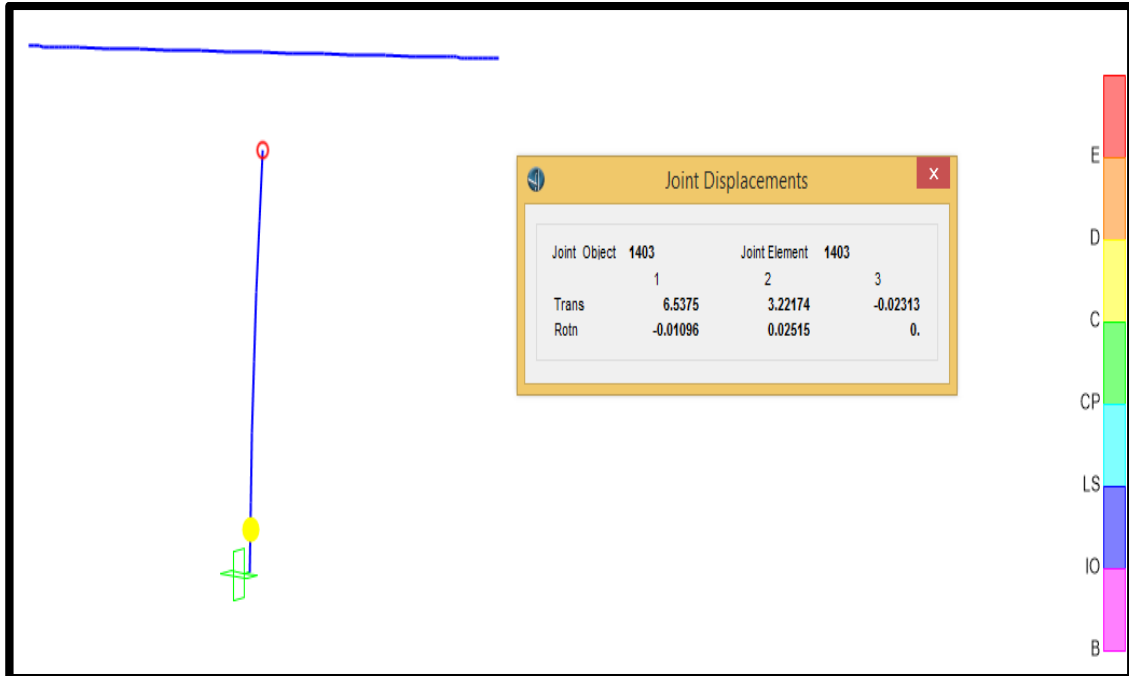 Joint Displacements
X
Joint Object 1403 Joint Element 1403
1 2 3
Trans 6.5375 3.22174 -0.02313
Rotn -0.01096 0.02515 0.
E
D
C
CP
LS
IO
B